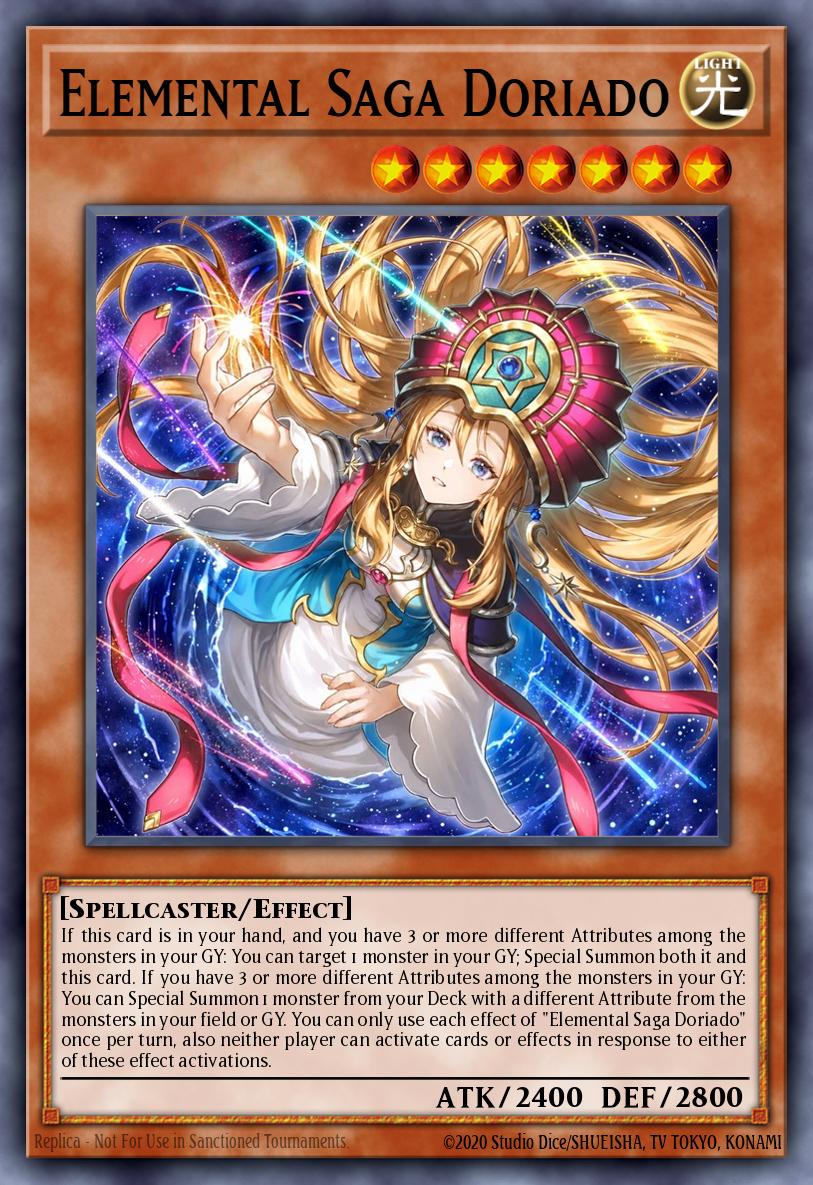 Elemental Saga Doriado
LIGHT
光
[Spellcaster/Effect]
If this card is in your hand, and you have 3 or more different Attributes among the
monsters in your GY: You can target 1 monster in your GY; Special Summon both it and
this card. If you have 3 or more different Attributes among the monsters in your GY:
You can Special Summon 1 monster from your Deck with a different Attribute from the
monsters in your field or GY. You can only use each effect of "Elemental Saga Doriado"
once per turn, also neither player can activate cards or effects in response to either
of these effect activations.
ATK/2400 DEF/2800
Replica - Not For Use in Sanctioned Tournaments.
©2020 Studio Dice/SHUEISHA, TV TOKYO, KONAMI